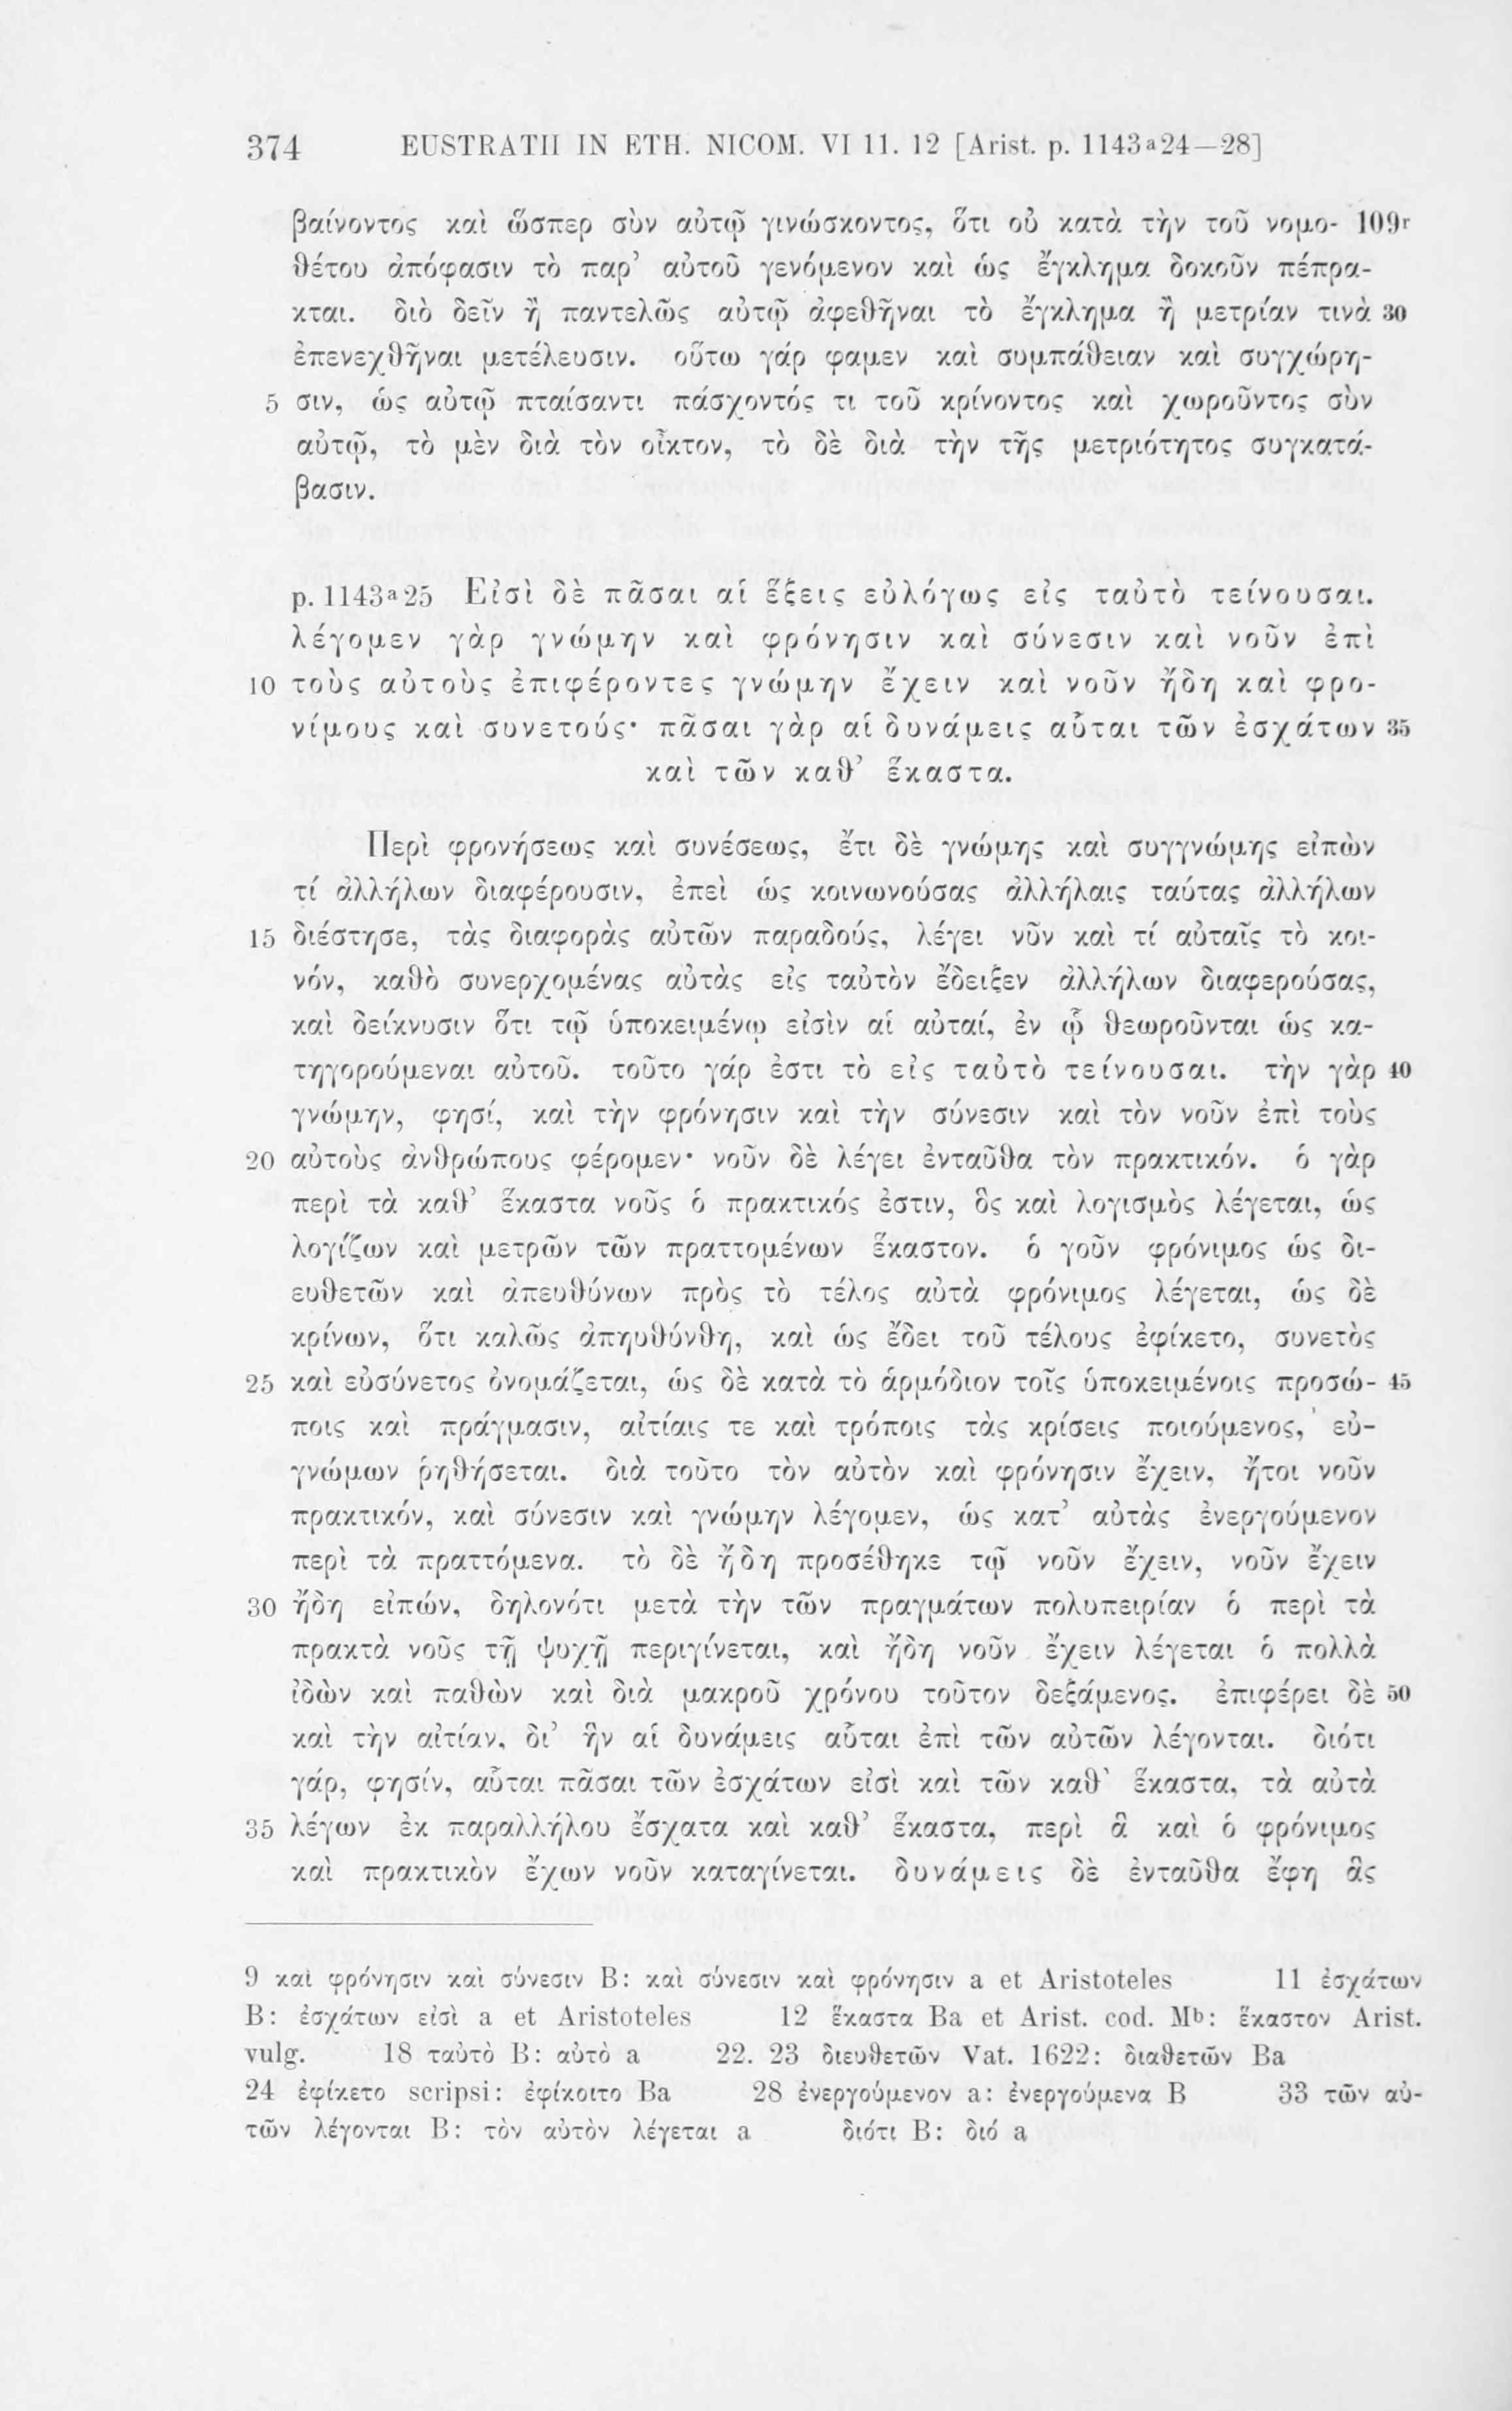 374 EUSTRATII IN ETH. NICOM. VI 11. 12 [Arist. p. 1143a24—28]
βαίνοντος καὶ ὥσπερ σὺν αὐτῷ γινώσκοντος, ὅτι οὐ κατὰ τὴν τοῦ νομο- 109r
θέτου ἀπόφασιν τὸ παρ’ αὐτοῦ γενόμενον καὶ ὡς ἔγκλημα δοκοῦν πέπρα-
κται. διὸ δεῖν ἢ παντελῶς αὐτῷ ἀφεθῆναι τὸ ἔγκλημα ἢ μετρίαν τινὰ 30
ἐπενεχθῆναι μετέλευσιν. οὕτω γάρ φαμεν καὶ συμπάθειαν καὶ συγχώρη-
5 σιν, ὡς αὐτῷ πταίσαντι πάσχοντός τι τοῦ κρίνοντος καὶ χωροῦντος σὺν
αὐτῷ, τὸ μὲν διὰ τὸν οἶκτον, τὸ δὲ διὰ τὴν τῆς μετριότητος συγκατά-
βασιν.
p. 1143a25 Εἰσὶ δὲ πᾶσαι αἱ ἕξεις εὐλόγως εἰς ταὐτὸ τείνουσαι.
λέγομεν γὰρ γνώμην καὶ φρόνησιν καὶ σύνεσιν καὶ νοῦν ἐπὶ
10 τοὺς αὐτοὺς ἐπιφέροντες γνώμην ἔχειν καὶ νοῦν ἤδη καὶ φρο-
νίμους καὶ συνετούς· πᾶσαι γὰρ αἱ δυνάμεις αὗται τῶν ἐσχάτων 35
καὶ τῶν καθ’ ἕκαστα.
Περὶ φρονήσεως καὶ συνέσεως, ἔτι δὲ γνώμης καὶ συγγνώμης εἰπὼν
τί ἀλλήλων διαφέρουσιν, ἐπεὶ ὡς κοινωνούσας ἀλλήλαις ταύτας ἀλλήλων
15 διέστησε, τὰς διαφορὰς αὐτῶν παραδούς, λέγει νῦν καὶ τί αὐταῖς τὸ κοι-
νόν, καθὸ συνερχομένας αὐτὰς εἰς ταὐτὸν ἔδειξεν ἀλλήλων διαφερούσας,
καὶ δείκνυσιν ὅτι τῷ ὑποκειμένῳ εἰσὶν αἱ αὐταί, ἐν ᾧ θεωροῦνται ὡς κα-
τηγορούμεναι αὐτοῦ. τοῦτο γάρ ἐστι τὸ εἰς ταὐτὸ τείνουσαι. τὴν γὰρ 40
γνώμην, φησί, καὶ τὴν φρόνησιν καὶ τὴν σύνεσιν καὶ τὸν νοῦν ἐπὶ τοὺς
20 αὐτοὺς ἀνθρώπους φέρομεν· νοῦν δὲ λέγει ἐνταῦθα τὸν πρακτικόν. ὁ γὰρ
περὶ τὰ καθ’ ἕκαστα νοῦς ὁ πρακτικός ἐστιν, ὃς καὶ λογισμὸς λέγεται, ὡς
λογίζων καὶ μετρῶν τῶν πραττομένων ἕκαστον. ὁ γοῦν φρόνιμος ὡς δι-
ευθετῶν καὶ ἀπευθύνων πρὸς τὸ τέλος αὐτὰ φρόνιμος λέγεται, ὡς δὲ
κρίνων, ὅτι καλῶς ἀπηυθύνθη, καὶ ὡς ἔδει τοῦ τέλους ἐφίκετο, συνετὸς
25 καὶ εὐσύνετος ὀνομάζεται, ὡς δὲ κατὰ τὸ ἁρμόδιον τοῖς ὑποκειμένοις προσώ- 45
ποις καὶ πράγμασιν, αἰτίαις τε καὶ τρόποις τὰς κρίσεις ποιούμενος, εὐ-
γνώμων ῥηθήσεται. διὰ τοῦτο τὸν αὐτὸν καὶ φρόνησιν ἔχειν, ἤτοι νοῦν
πρακτικόν, καὶ σύνεσιν καὶ γνώμην λέγομεν, ὡς κατ’ αὐτὰς ἐνεργούμενον
περὶ τὰ πραττόμενα. τὸ δὲ ἤδη προσέθηκε τῷ νοῦν ἔχειν, νοῦν ἔχειν
30 ἤδη εἰπών, δηλονότι μετὰ τὴν τῶν πραγμάτων πολυπειρίαν ὁ περὶ τὰ
πρακτὰ νοῦς τῇ ψυχῇ περιγίνεται, καὶ ἤδη νοῦν ἔχειν λέγεται ὁ πολλὰ
ἰδὼν καὶ παθὼν καὶ διὰ μακροῦ χρόνου τοῦτον δεξάμενος. ἐπιφέρει δὲ 50
καὶ τὴν αἰτίαν, δι’ ἣν αἱ δυνάμεις αὗται ἐπὶ τῶν αὐτῶν λέγονται. διότι
γάρ, φησίν, αὗται πᾶσαι τῶν ἐσχάτων εἰσὶ καὶ τῶν καθ’ ἕκαστα, τὰ αὐτὰ
35 λέγων ἐκ παραλλήλου ἔσχατα καὶ καθ’ ἕκαστα, περὶ ἃ καὶ ὁ φρόνιμος
καὶ πρακτικὸν ἔχων νοῦν καταγίνεται. δυνάμεις δὲ ἐνταῦθα ἔφη ἃς
9 καὶ φρόνησιν καὶ σύνεσιν B: καὶ σύνεσιν καὶ φρόνησιν a et Aristoteles 11 ἐσχάτων
B: ἐσχάτων εἰσὶ a et Aristoteles 12 ἕκαστα Ba et Arist. cod. Mb: ἕκαστον Arist.
vulg. 18 ταὐτὸ B: αὐτὸ a 22. 23 διευθετῶν Vat. 1622: διαθετῶν Ba
24 ἐφίκετο scripsi: ἐφίκοιτο Ba 28 ἐνεργούμενον a: ἐνεργούμενα B 33 τῶν αὐ-
τῶν λέγονται B: τὸν αὐτὸν λέγεται a διότι B: διό a